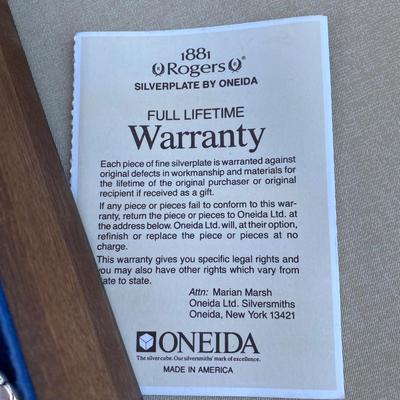 1881
Rogers®
SILVERPLATE BY ONEIDA
FULL LIFETIME
Warranty
Each piece of fine silverplate is warranted against
original defects in workmanship and materials for
the lifetime of the original purchaser or original
recipient if received as a gift.
If any piece or pieces fail to conform to this war-
ranty, return the piece or pieces to Oneida Ltd. at
the address below. Oneida Ltd. will, at their option,
refinish or replace the piece or pieces at no
charge.
This warranty gives you specific legal rights and
you may also have other rights which vary from
ate to state.
Attn: Marian Marsh
Oneida Ltd. Silversmiths
Oneida, New York 13421
ONEIDA
The silver cube. Our silversmiths' mark of excellence.
MADE IN AMERICA